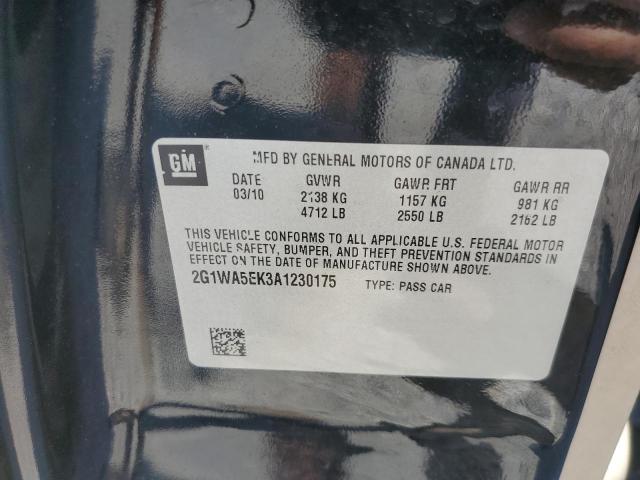 GM
MFD BY GENERAL MOTORS OF CANADA LTD.
DATE GVWR GAWR FRT GAWR RR
03/10 2138 KG 1157 KG 981 KG
4712 LB 2550 LB 2162 LB
THIS VEHICLE CONFORMS TO ALL APPLICABLE U.S. FEDERAL MOTOR
VEHICLE SAFETY, BUMPER, AND THEFT PREVENTION STANDARDS IN
EFFECT ON THE DATE OF MANUFACTURE SHOWN ABOVE.
2G1WA5EK3A1230175 TYPE: PASS CAR